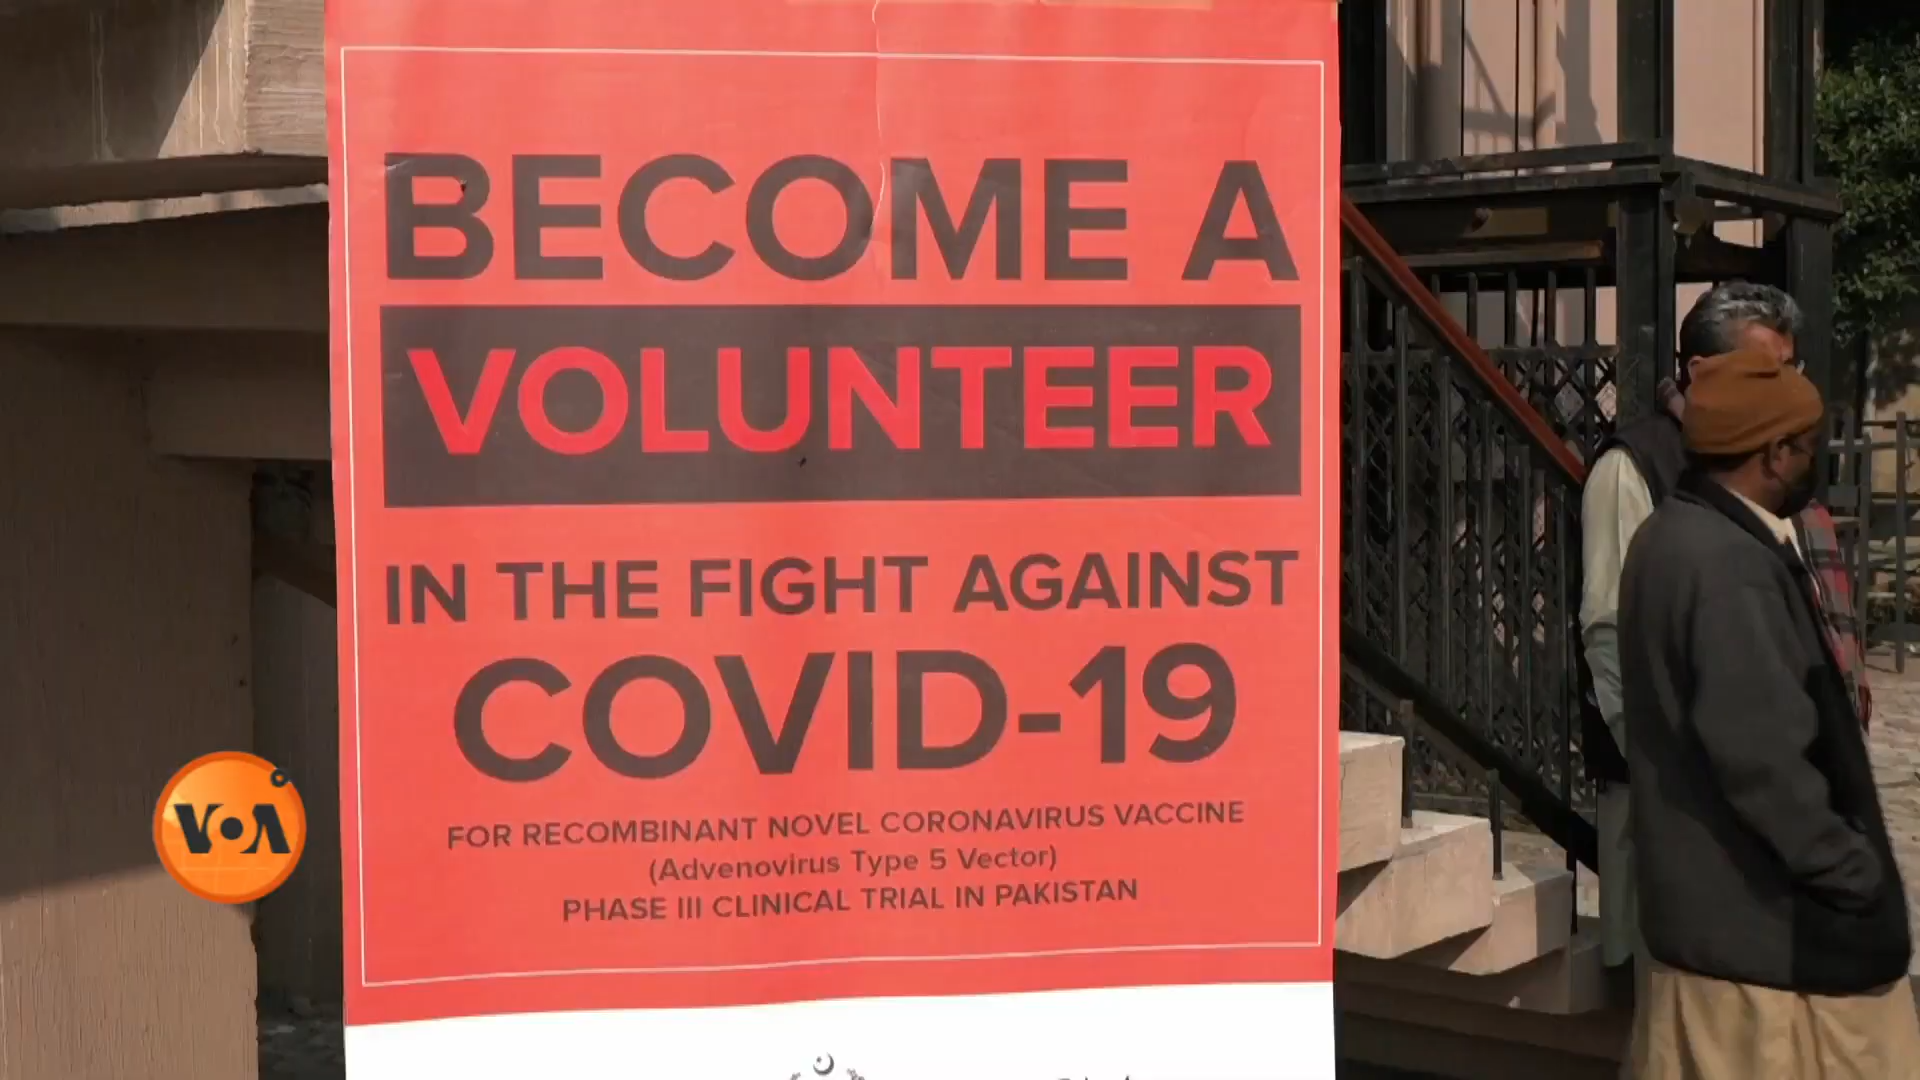 BECOME A
VOLUNTEER
IN THE FIGHT AGAINST
COVID-19
FOR RECOMBINANT NOVEL CORONAVIRUS VACCINE
(Advenovirus Type 5 Vector)
PHASE III CLINICAL TRIAL IN PAKISTAN
VOA